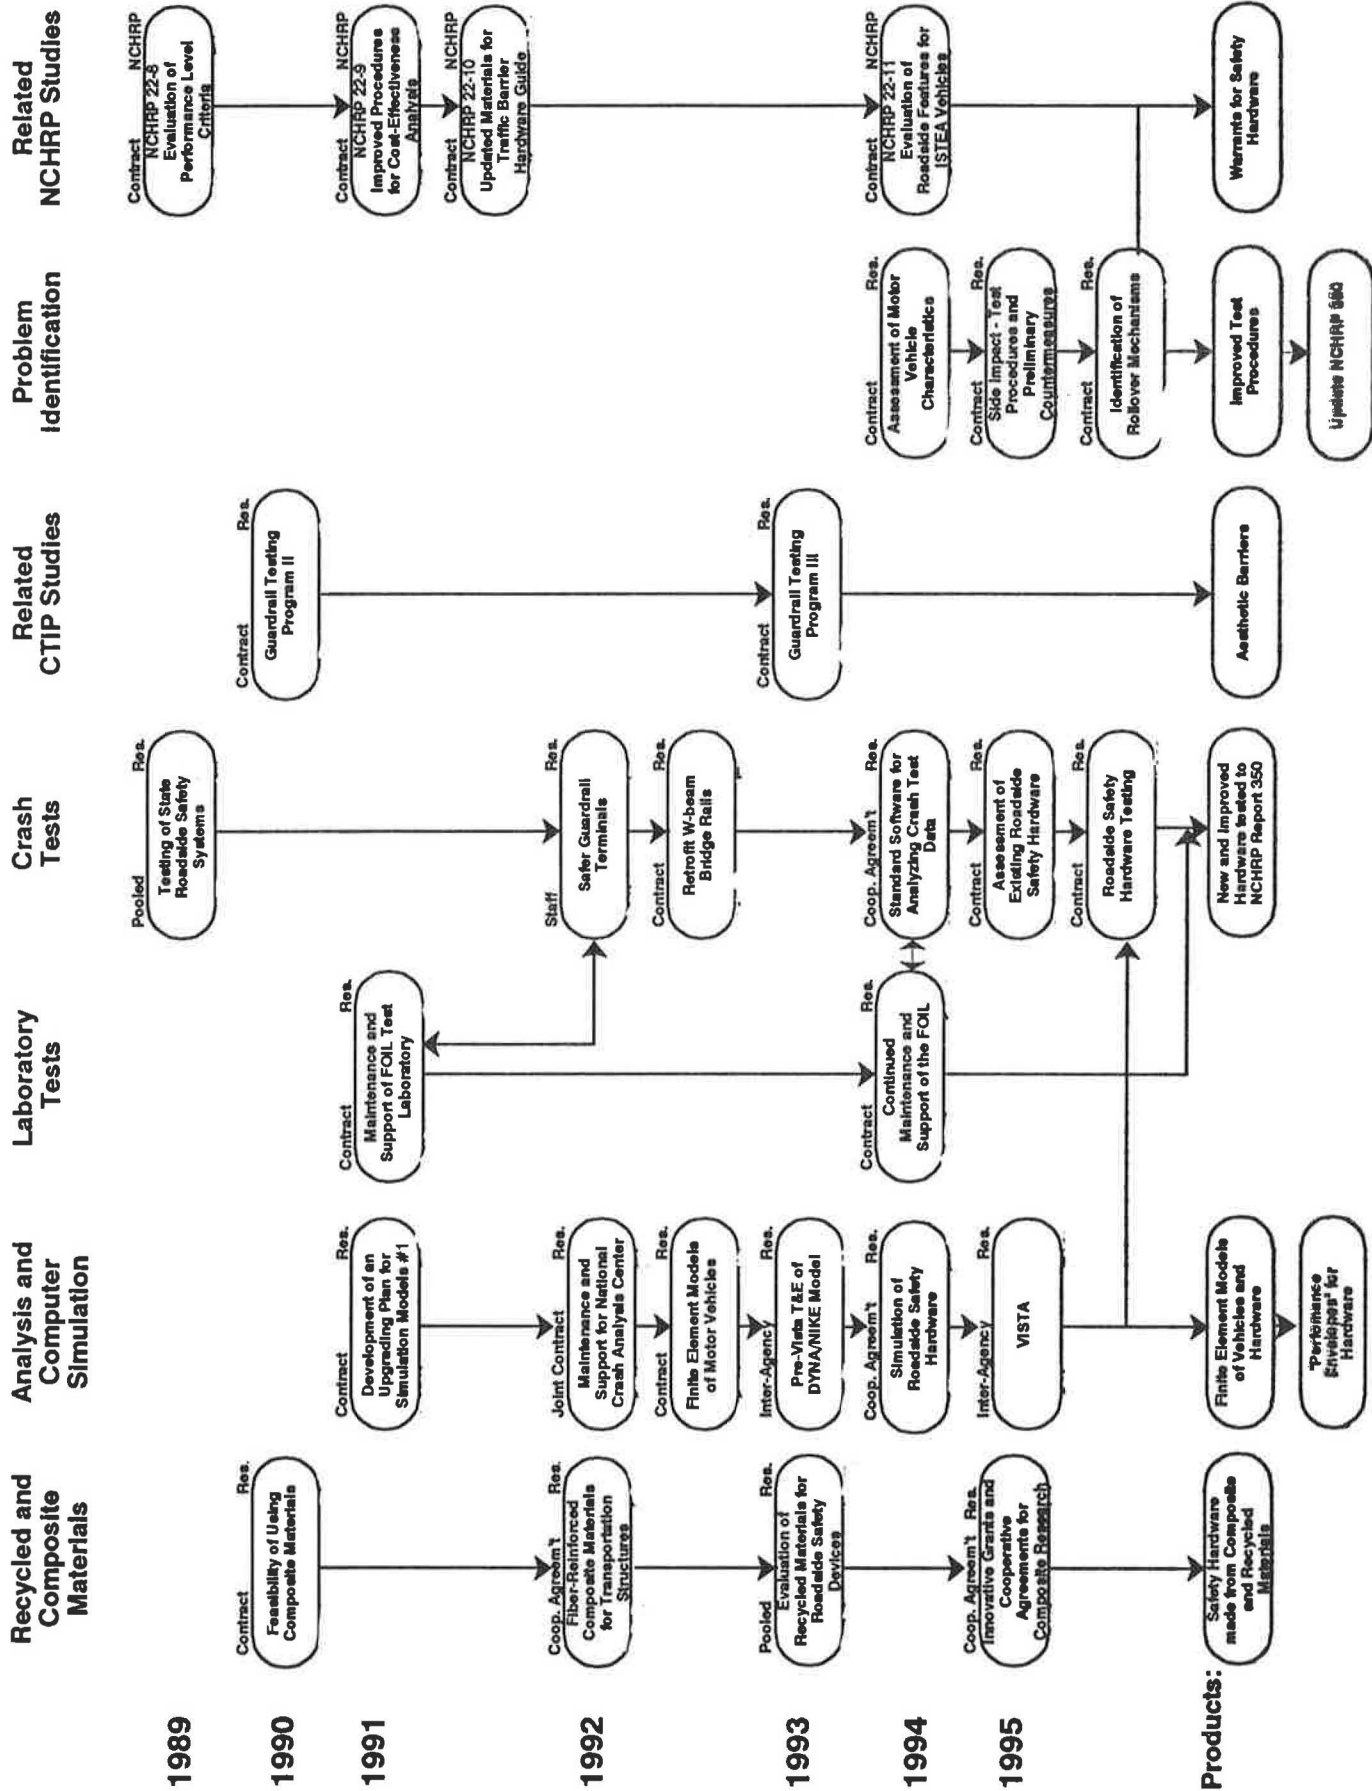 Recycled and
Composite
Materials
Analysis and
Computer
Simulation
Laboratory
Tests
Crash
Tests
Related
CTIP Studies
Problem
Identification
Related
NCHRP Studies
1989
Pooled Res.
Testing of State
Roadside Safety
Systems
Contract NCHRP
NCHRP 22-8
Evaluation of
Performance Level
Criteria
1990
Contract Res.
Feasibility of Using
Composite Materials
Contract Res.
Guardrail Testing
Program II
1991
Contract Res.
Development of an
Upgrading Plan for
Simulation Models #1
Contract Res.
Maintenance and
Support of FOIL Test
Laboratory
Contract NCHRP
NCHRP 22-9
Improved Procedures
for Cost-Effectiveness
Analysis
Contract NCHRP
NCHRP 22-10
Updated Materials for
Traffic Barrier
Hardware Guide
1992
Coop. Agreem't Res.
Fiber-Reinforced
Composite Materials
for Transportation
Structures
Joint Contract Res.
Maintenance and
Support for National
Crash Analysis Center
Staff Res.
Safer Guardrail
Terminals
Contract Res.
Finite Element Models
of Motor Vehicles
Contract Res.
Retrofit W-beam
Bridge Rails
1993
Pooled Res.
Evaluation of
Recycled Materials for
Roadside Safety
Devices
Inter-Agency Res.
Pre-Vista T&E of
DYNA/NIKE Model
Contract Res.
Guardrail Testing
Program III
1994
Coop. Agreem't Res.
Simulation of
Roadside Safety
Hardware
Contract Res.
Continued
Maintenance and
Support of the FOIL
Coop. Agreem't Res.
Standard Software for
Analyzing Crash Test
Data
Contract Res.
Assessment of Motor
Vehicle
Characteristics
Contract NCHRP
NCHRP 22-11
Evaluation of
Roadside Features for
ISTEA Vehicles
1995
Coop. Agreem't Res.
Innovative Grants and
Cooperative
Agreements for
Composite Research
Inter-Agency Res.
VISTA
Contract Res.
Assessment of
Existing Roadside
Safety Hardware
Contract Res.
Side Impact - Test
Procedures and
Preliminary
Countermeasures
Contract Res.
Roadside Safety
Hardware Testing
Contract Res.
Identification of
Rollover Mechanisms
Products:
Safety Hardware
made from Composite
and Recycled
Materials
Finite Element Models
of Vehicles and
Hardware
New and Improved
Hardware tested to
NCHRP Report 350
Aesthetic Barriers
Improved Test
Procedures
Warrants for Safety
Hardware
"Performance
Envelopes" for
Hardware
Update NCHRP